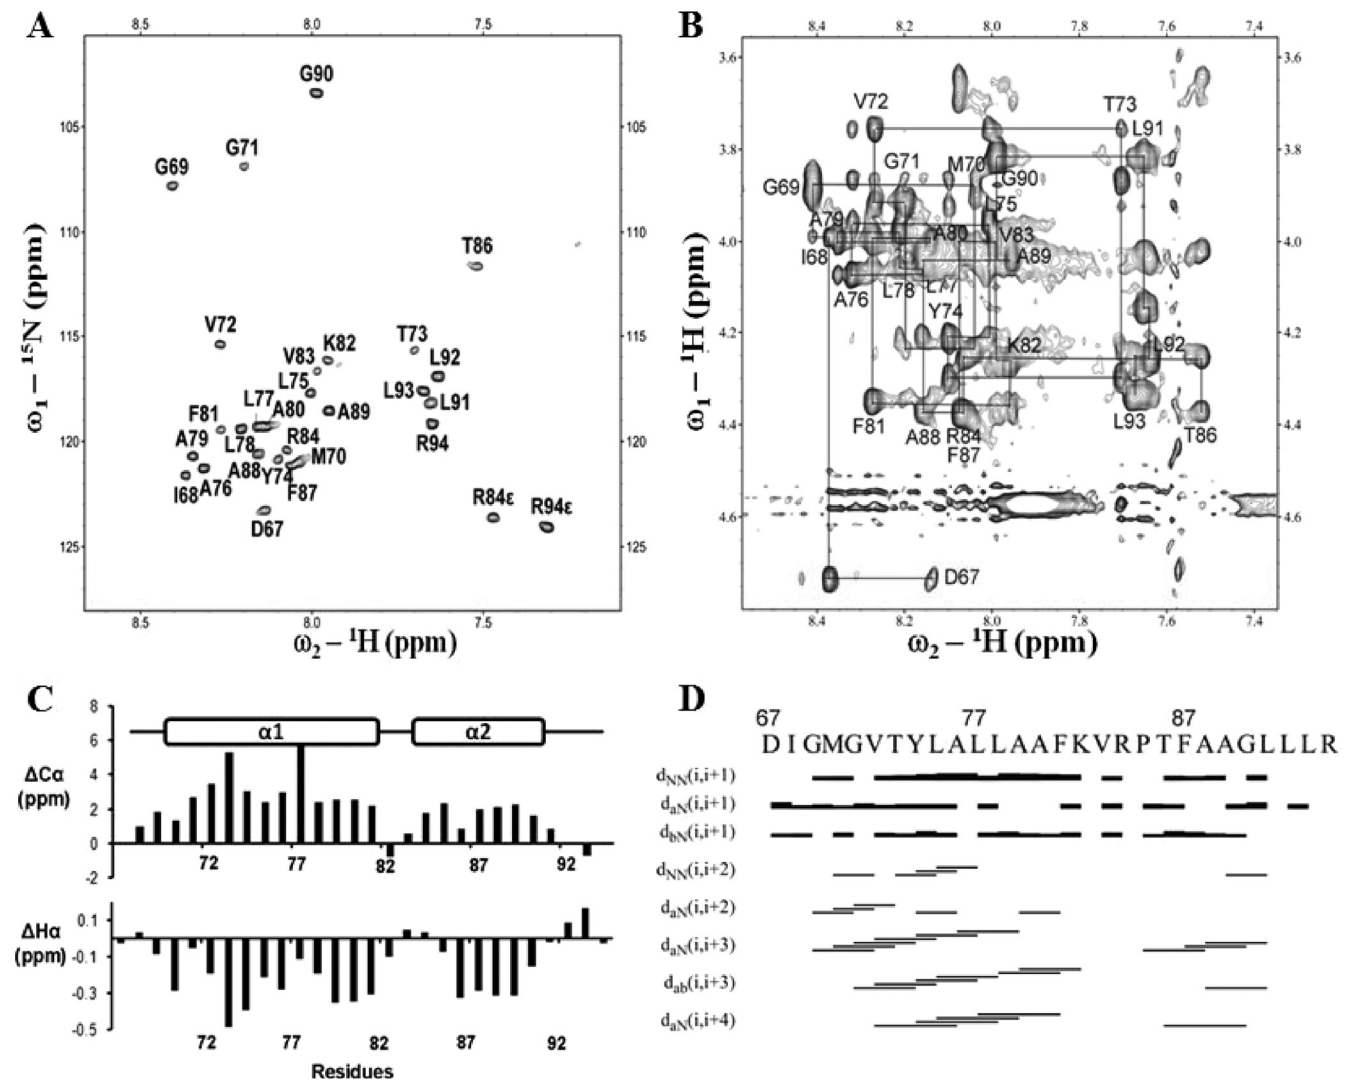 A
8.5 8.0 7.5
G90
105 105
G71
G69
110 110
T86
115 115
V72
T73
K82
V83
L92
L75
L93
L77
A80
A89
L91
F81
120 120
A79
L78
R84
R94
M70
A88
Y74
I68
A76
F87
R84ε
R94ε
D67
125 125
8.5 8.0 7.5
ω1 – 15N (ppm)
ω2 – 1H (ppm)
B
8.4 8.2 8.0 7.8 7.6 7.4
3.6 3.6
V72
T73
L91
3.8 3.8
G71
M70
G69
G90
L75
A79
A80
V83
4.0 4.0
I68
A89
A76
L78
L77
Y74
4.2 4.2
K82
L92
F81
A88
R84
F87
L93
T86
4.4 4.4
4.6 4.6
D67
8.4 8.2 8.0 7.8 7.6 7.4
ω1 – 1H (ppm)
ω2 – 1H (ppm)
C
8
α1 α2
6
ΔCα
(ppm)
4
2
0
-2
72 77 82 87 92
ΔHα
(ppm)
0.1
-0.1
-0.3
-0.5
72 77 82 87 92
Residues
D
67 77 87
DIGMGVTYLALLAAFKVRPTFAAGLLLR
dNN(i,i+1)
daN(i,i+1)
dbN(i,i+1)
dNN(i,i+2)
daN(i,i+2)
daN(i,i+3)
dab(i,i+3)
daN(i,i+4)